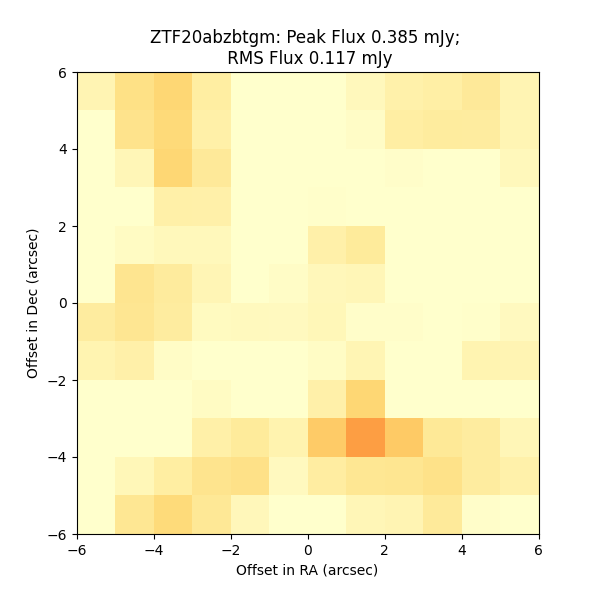 ZTF20abzbtgm: Peak Flux 0.385 mJy;
RMS Flux 0.117 mJy
6
4
2
0
−2
−4
−6
Offset in Dec (arcsec)
−6 −4 −2 0 2 4 6
Offset in RA (arcsec)